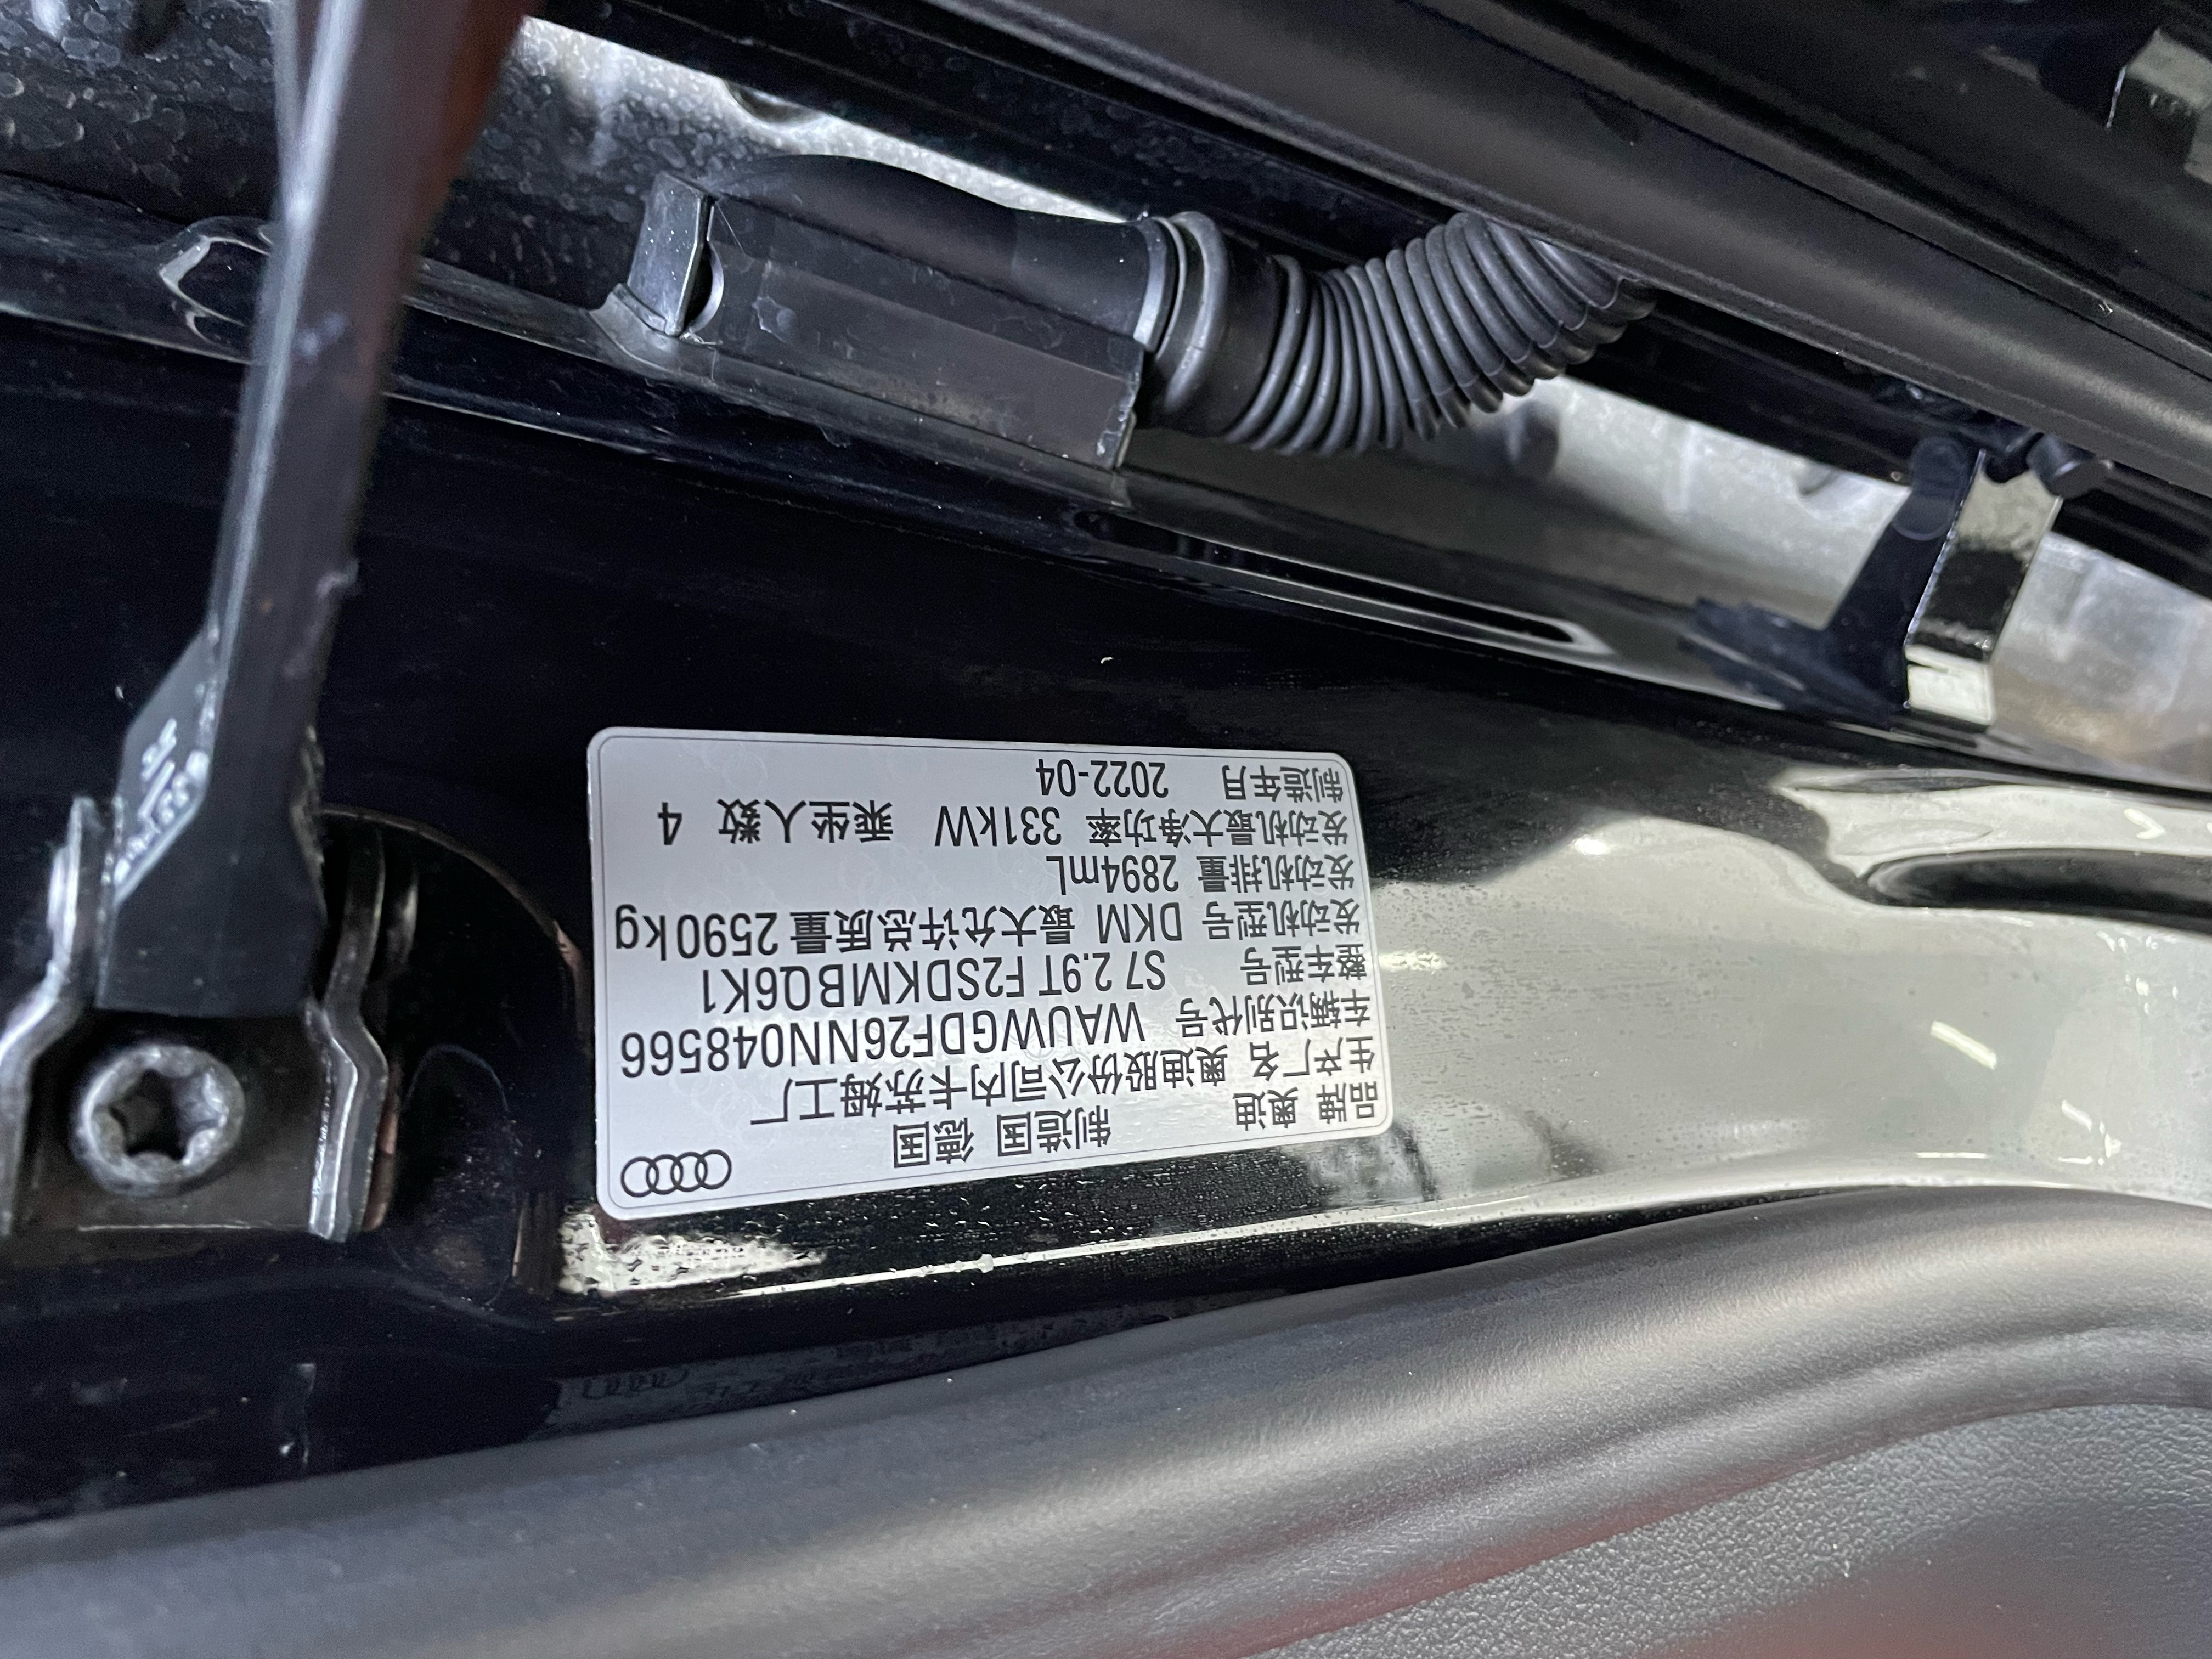 品牌 奥迪 制造国 德国
生产厂名 奥迪股份公司内卡苏姆工厂
车辆识别代号 WAUWGDF26NN048566
整车型号 S7 2.9T F2SDKMBQ6K1
发动机型号 DKM 最大允许总质量 2590kg
发动机排量 2894mL
发动机最大净功率 331kW 乘坐人数 4
制造年月 2022-04